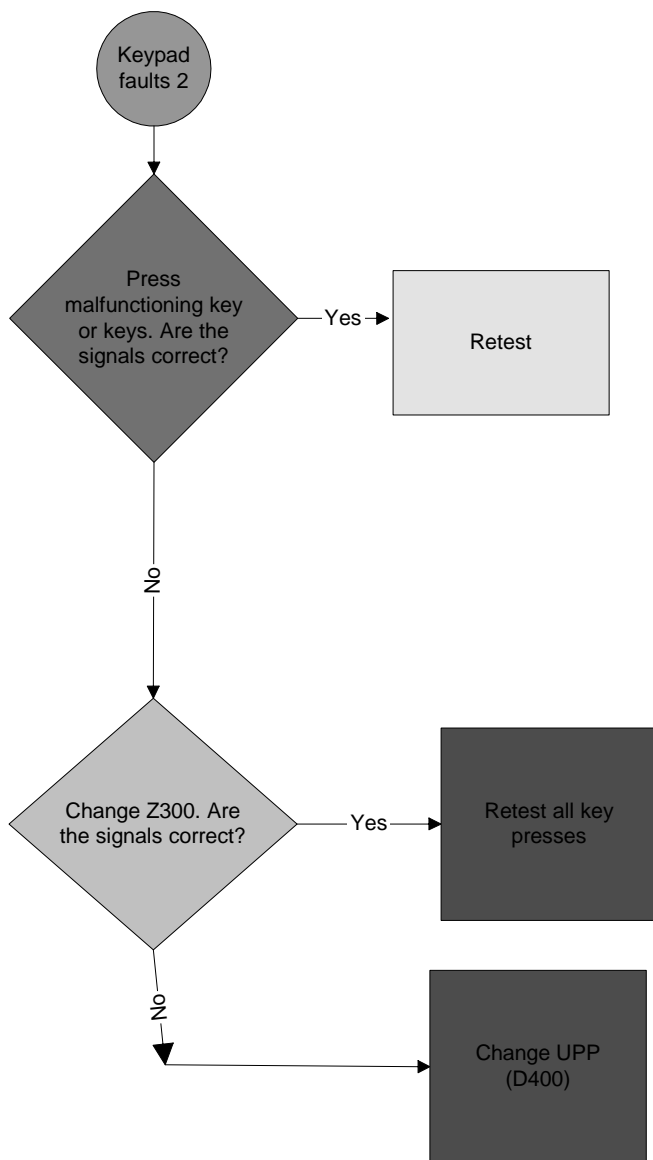 Keypad
faults 2
Press
malfunctioning key
or keys. Are the
signals correct?
Yes
Retest
No
Change Z300. Are
the signals correct?
Yes
Retest all key
presses
No
Change UPP
(D400)